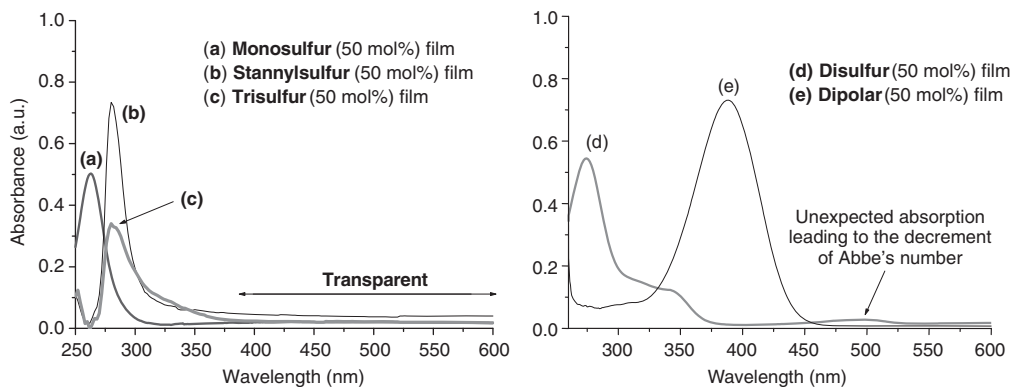 1.0
0.8
0.6
0.4
0.2
0.0
Absorbance (a.u.)
(a) Monosulfur (50 mol%) film
(b) Stannylsulfur (50 mol%) film
(c) Trisulfur (50 mol%) film
(b)
(a)
(c)
Transparent
250 300 350 400 450 500 550 600
Wavelength (nm)
1.0
0.8
0.6
0.4
0.2
0.0
(d) Disulfur (50 mol%) film
(e) Dipolar (50 mol%) film
(e)
(d)
Unexpected absorption
leading to the decrement
of Abbe's number
300 350 400 450 500 550 600
Wavelength (nm)